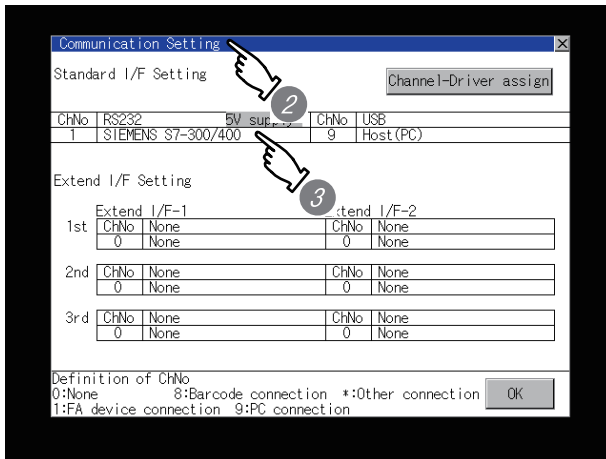 Communication Setting
Standard I/F Setting
Channel-Driver assign
ChNo RS232 5V ChNo USB
1 SIEMENS S7-300/400 9 Host(PC)
2
3
Extend I/F Setting
Extend I/F-1 I/F-2
1st ChNo None ChNo None
0 None 0 None
2nd ChNo None ChNo None
0 None 0 None
3rd ChNo None ChNo None
0 None 0 None
Definition of ChNo
0:None 8:Barcode connection *:Other connection OK
1:FA device connection 9:PC connection